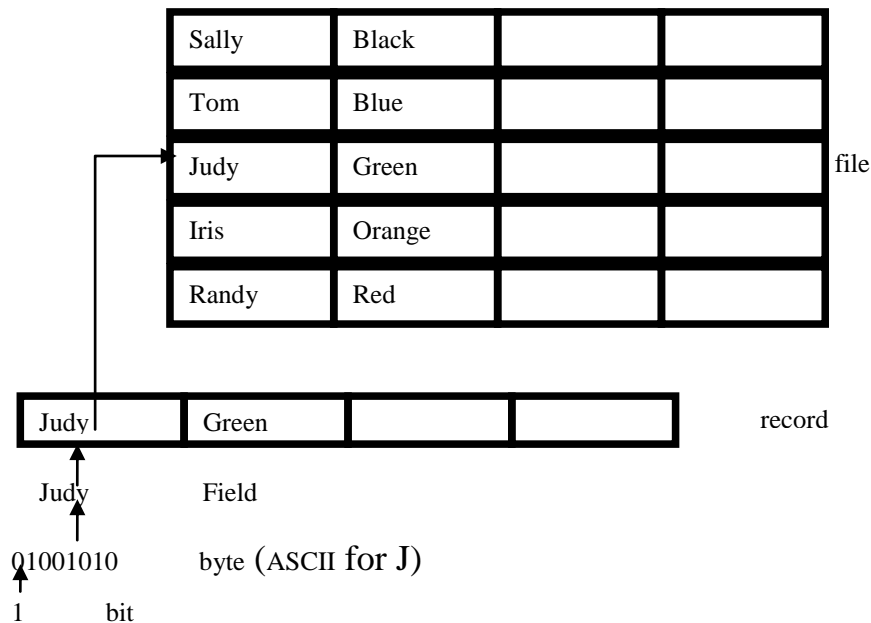 Sally Black
Tom Blue
Judy Green file
Iris Orange
Randy Red
Judy Green record
Judy Field
01001010 byte (ASCII for J)
1 bit